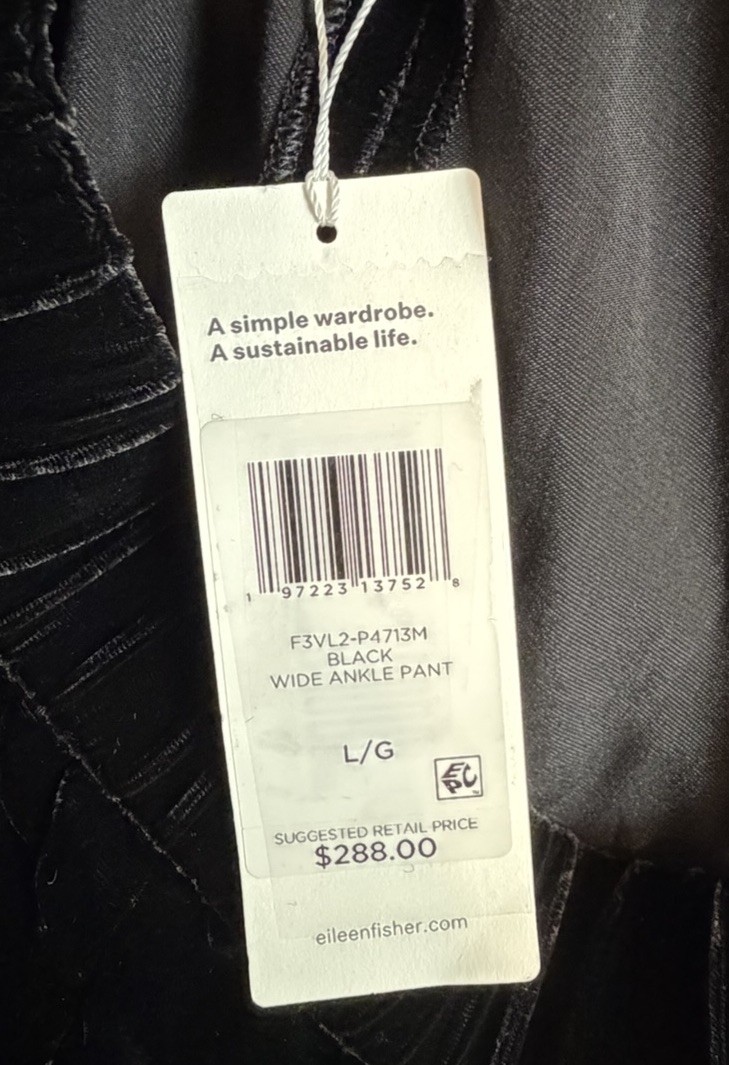 A simple wardrobe.
A sustainable life.
1 97223 13752 8
F3VL2-P4713M
BLACK
WIDE ANKLE PANT
L/G
EPC
SUGGESTED RETAIL PRICE
$288.00
eileenfisher.com